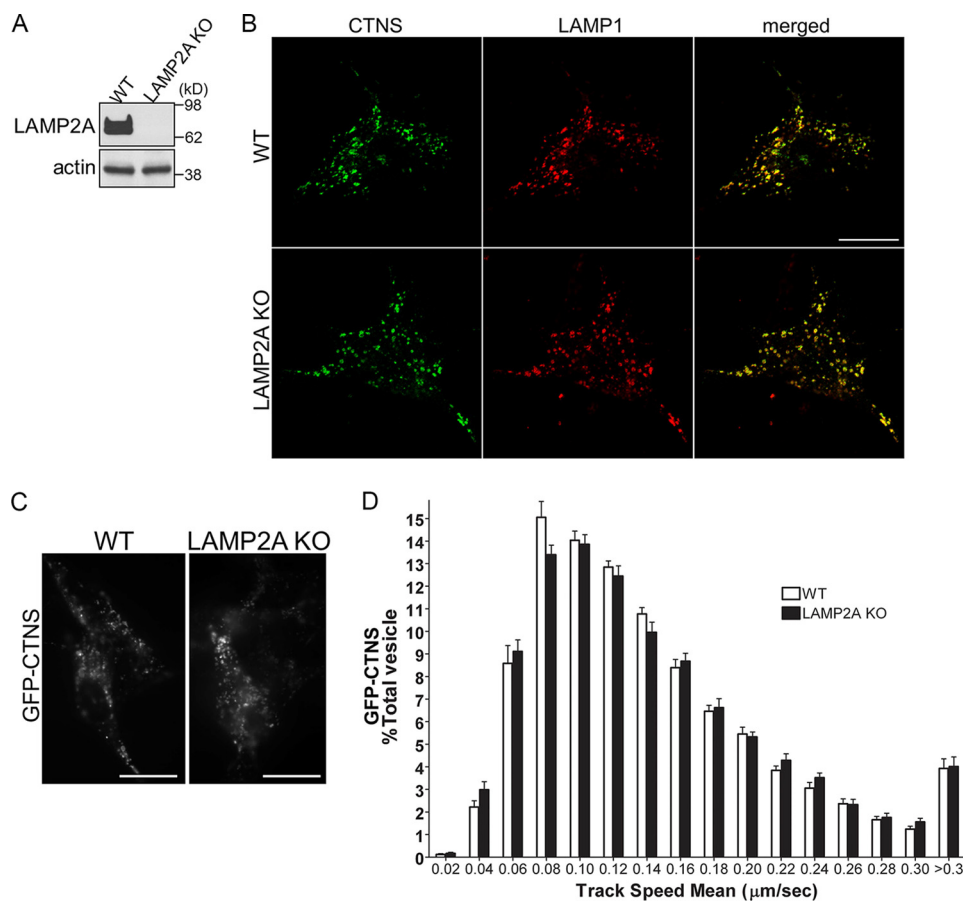 A
WT
LAMP2A KO
(kD)
LAMP2A
98
62
actin
38
B
CTNS
LAMP1
merged
WT
LAMP2A KO
C
WT
LAMP2A KO
GFP-CTNS
D
GFP-CTNS
%Total vesicle
15
14
13
12
11
10
9
8
7
6
5
4
3
2
1
0
WT
LAMP2A KO
0.02 0.04 0.06 0.08 0.10 0.12 0.14 0.16 0.18 0.20 0.22 0.24 0.26 0.28 0.30 >0.3
Track Speed Mean (μm/sec)